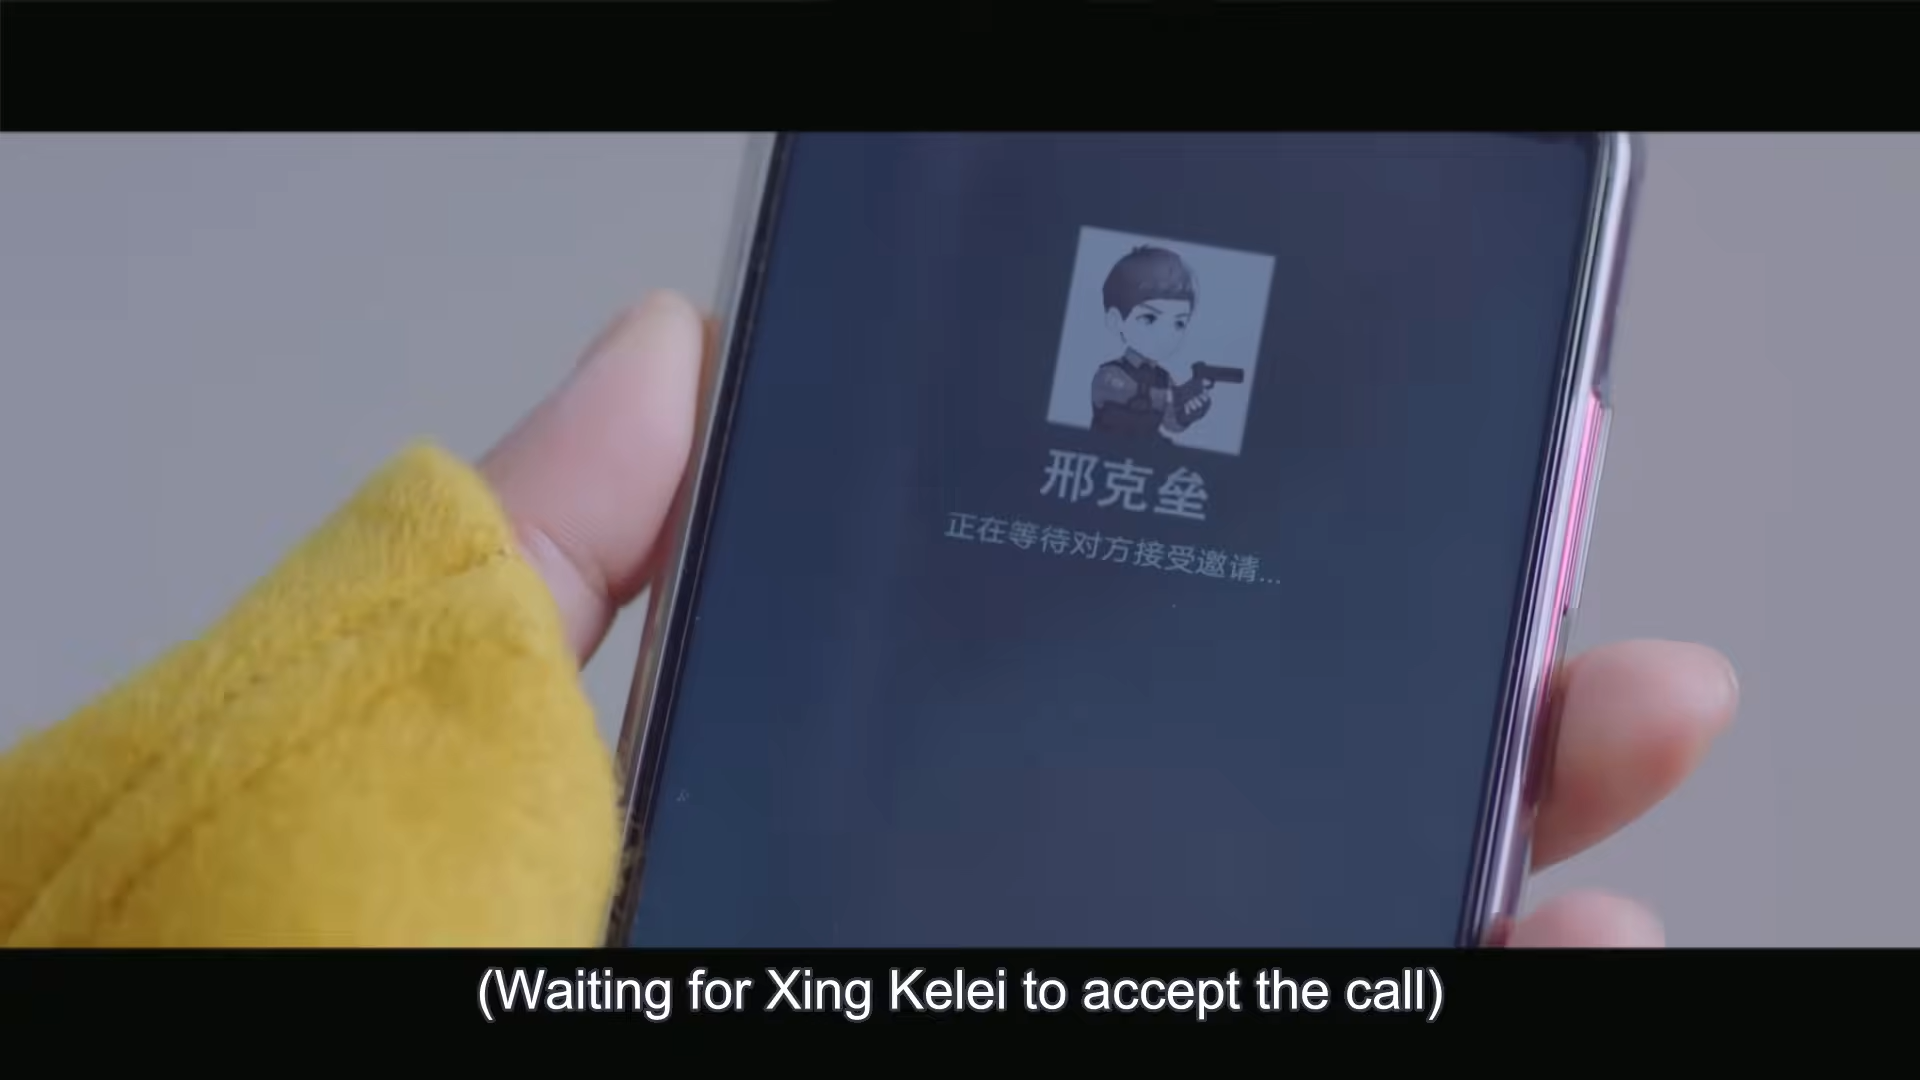 邢克垒
正在等待对方接受邀请...
(Waiting for Xing Kelei to accept the call)